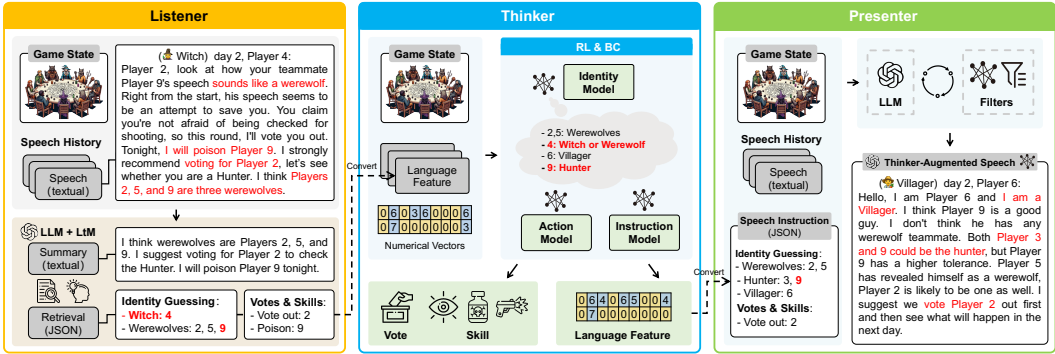 Listener
Game State
Speech History
Speech
(textual)
(Witch) day 2, Player 4:
Player 2, look at how your teammate
Player 9's speech sounds like a werewolf.
Right from the start, his speech seems to
be an attempt to save you. You claim
you're not afraid of being checked for
shooting, so this round, I'll vote you out.
Tonight, I will poison Player 9. I strongly
recommend voting for Player 2, let's see
whether you are a Hunter. I think Players
2, 5, and 9 are three werewolves.
LLM + LtM
Summary
(textual)
I think werewolves are Players 2, 5, and
9. I suggest voting for Player 2 to check
the Hunter. I will poison Player 9 tonight.
Retrieval
(JSON)
Identity Guessing:
- Witch: 4
- Werewolves: 2, 5, 9
Votes & Skills:
- Vote out: 2
- Poison: 9
Convert
Thinker
Game State
Language
Feature
0 6 0 3 6 0 0 0 6
0 7 0 0 0 0 0 0 3
Numerical Vectors
RL & BC
Identity
Model
- 2,5: Werewolves
- 4: Witch or Werewolf
- 6: Villager
- 9: Hunter
Action
Model
Instruction
Model
Vote
Skill
0 6 4 0 6 5 0 0 4
0 7 0 0 0 0 0 0 0
Language Feature
Convert
Presenter
Game State
Speech History
Speech
(textual)
Speech Instruction
(JSON)
Identity Guessing:
- Werewolves: 2, 5
- Hunter: 3, 9
- Villager: 6
Votes & Skills:
- Vote out: 2
LLM
Filters
Thinker-Augmented Speech
(Villager) day 2, Player 6:
Hello, I am Player 6 and I am a
Villager. I think Player 9 is a good
guy. I don't think he has any
werewolf teammate. Both Player 3
and 9 could be the hunter, but Player
9 has a higher tolerance. Player 5
has revealed himself as a werewolf,
Player 2 is likely to be one as well. I
suggest we vote Player 2 out first
and then see what will happen in the
next day.